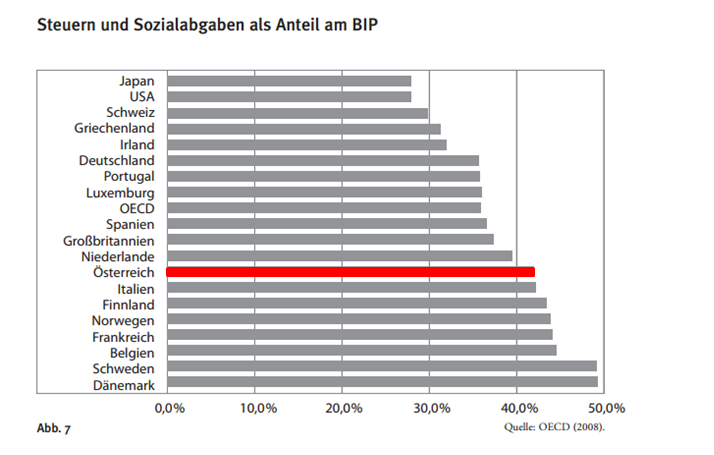 Steuern und Sozialabgaben als Anteil am BIP
Japan
USA
Schweiz
Griechenland
Irland
Deutschland
Portugal
Luxemburg
OECD
Spanien
Großbritannien
Niederlande
Österreich
Italien
Finnland
Norwegen
Frankreich
Belgien
Schweden
Dänemark
0,0% 10,0% 20,0% 30,0% 40,0% 50,0%
Abb. 7 Quelle: OECD (2008).